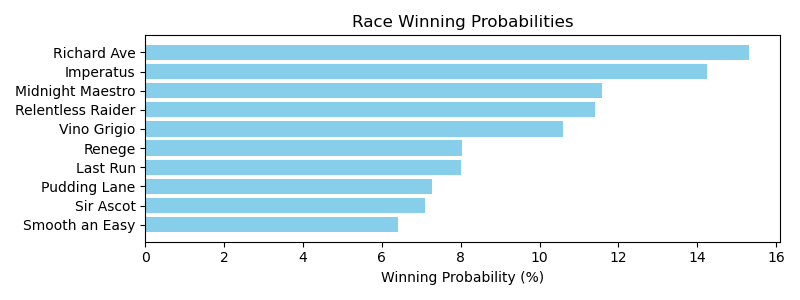 Race Winning Probabilities
Richard Ave
Imperatus
Midnight Maestro
Relentless Raider
Vino Grigio
Renege
Last Run
Pudding Lane
Sir Ascot
Smooth an Easy
0 2 4 6 8 10 12 14 16
Winning Probability (%)